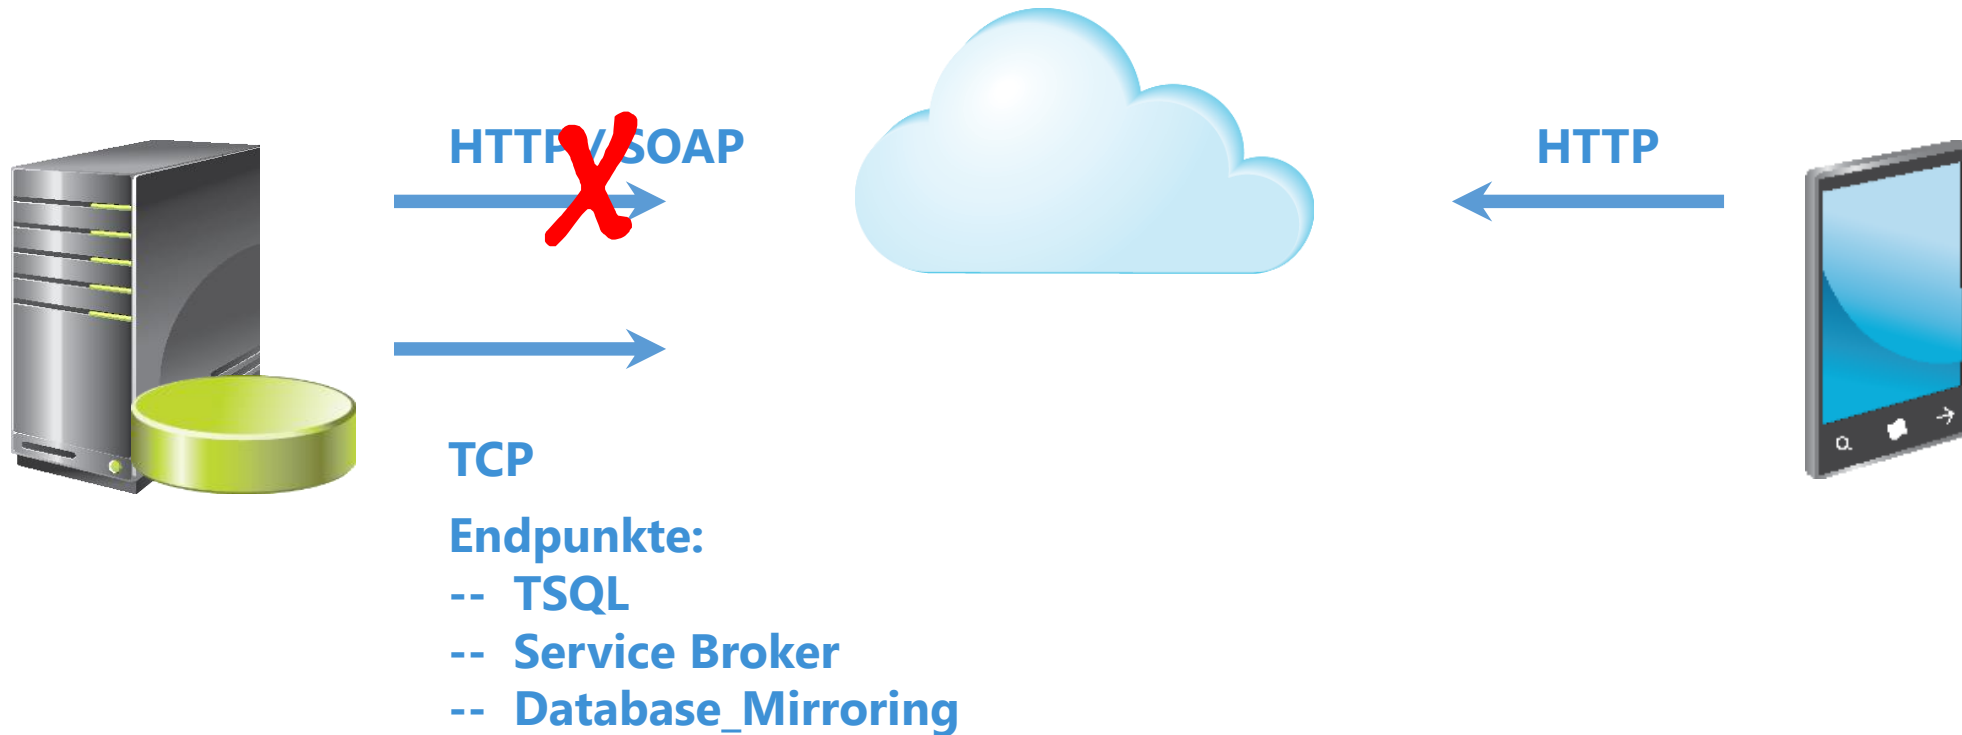 HTTP / SOAP
HTTP
TCP
Endpunkte:
-- TSQL
-- Service Broker
-- Database_Mirroring